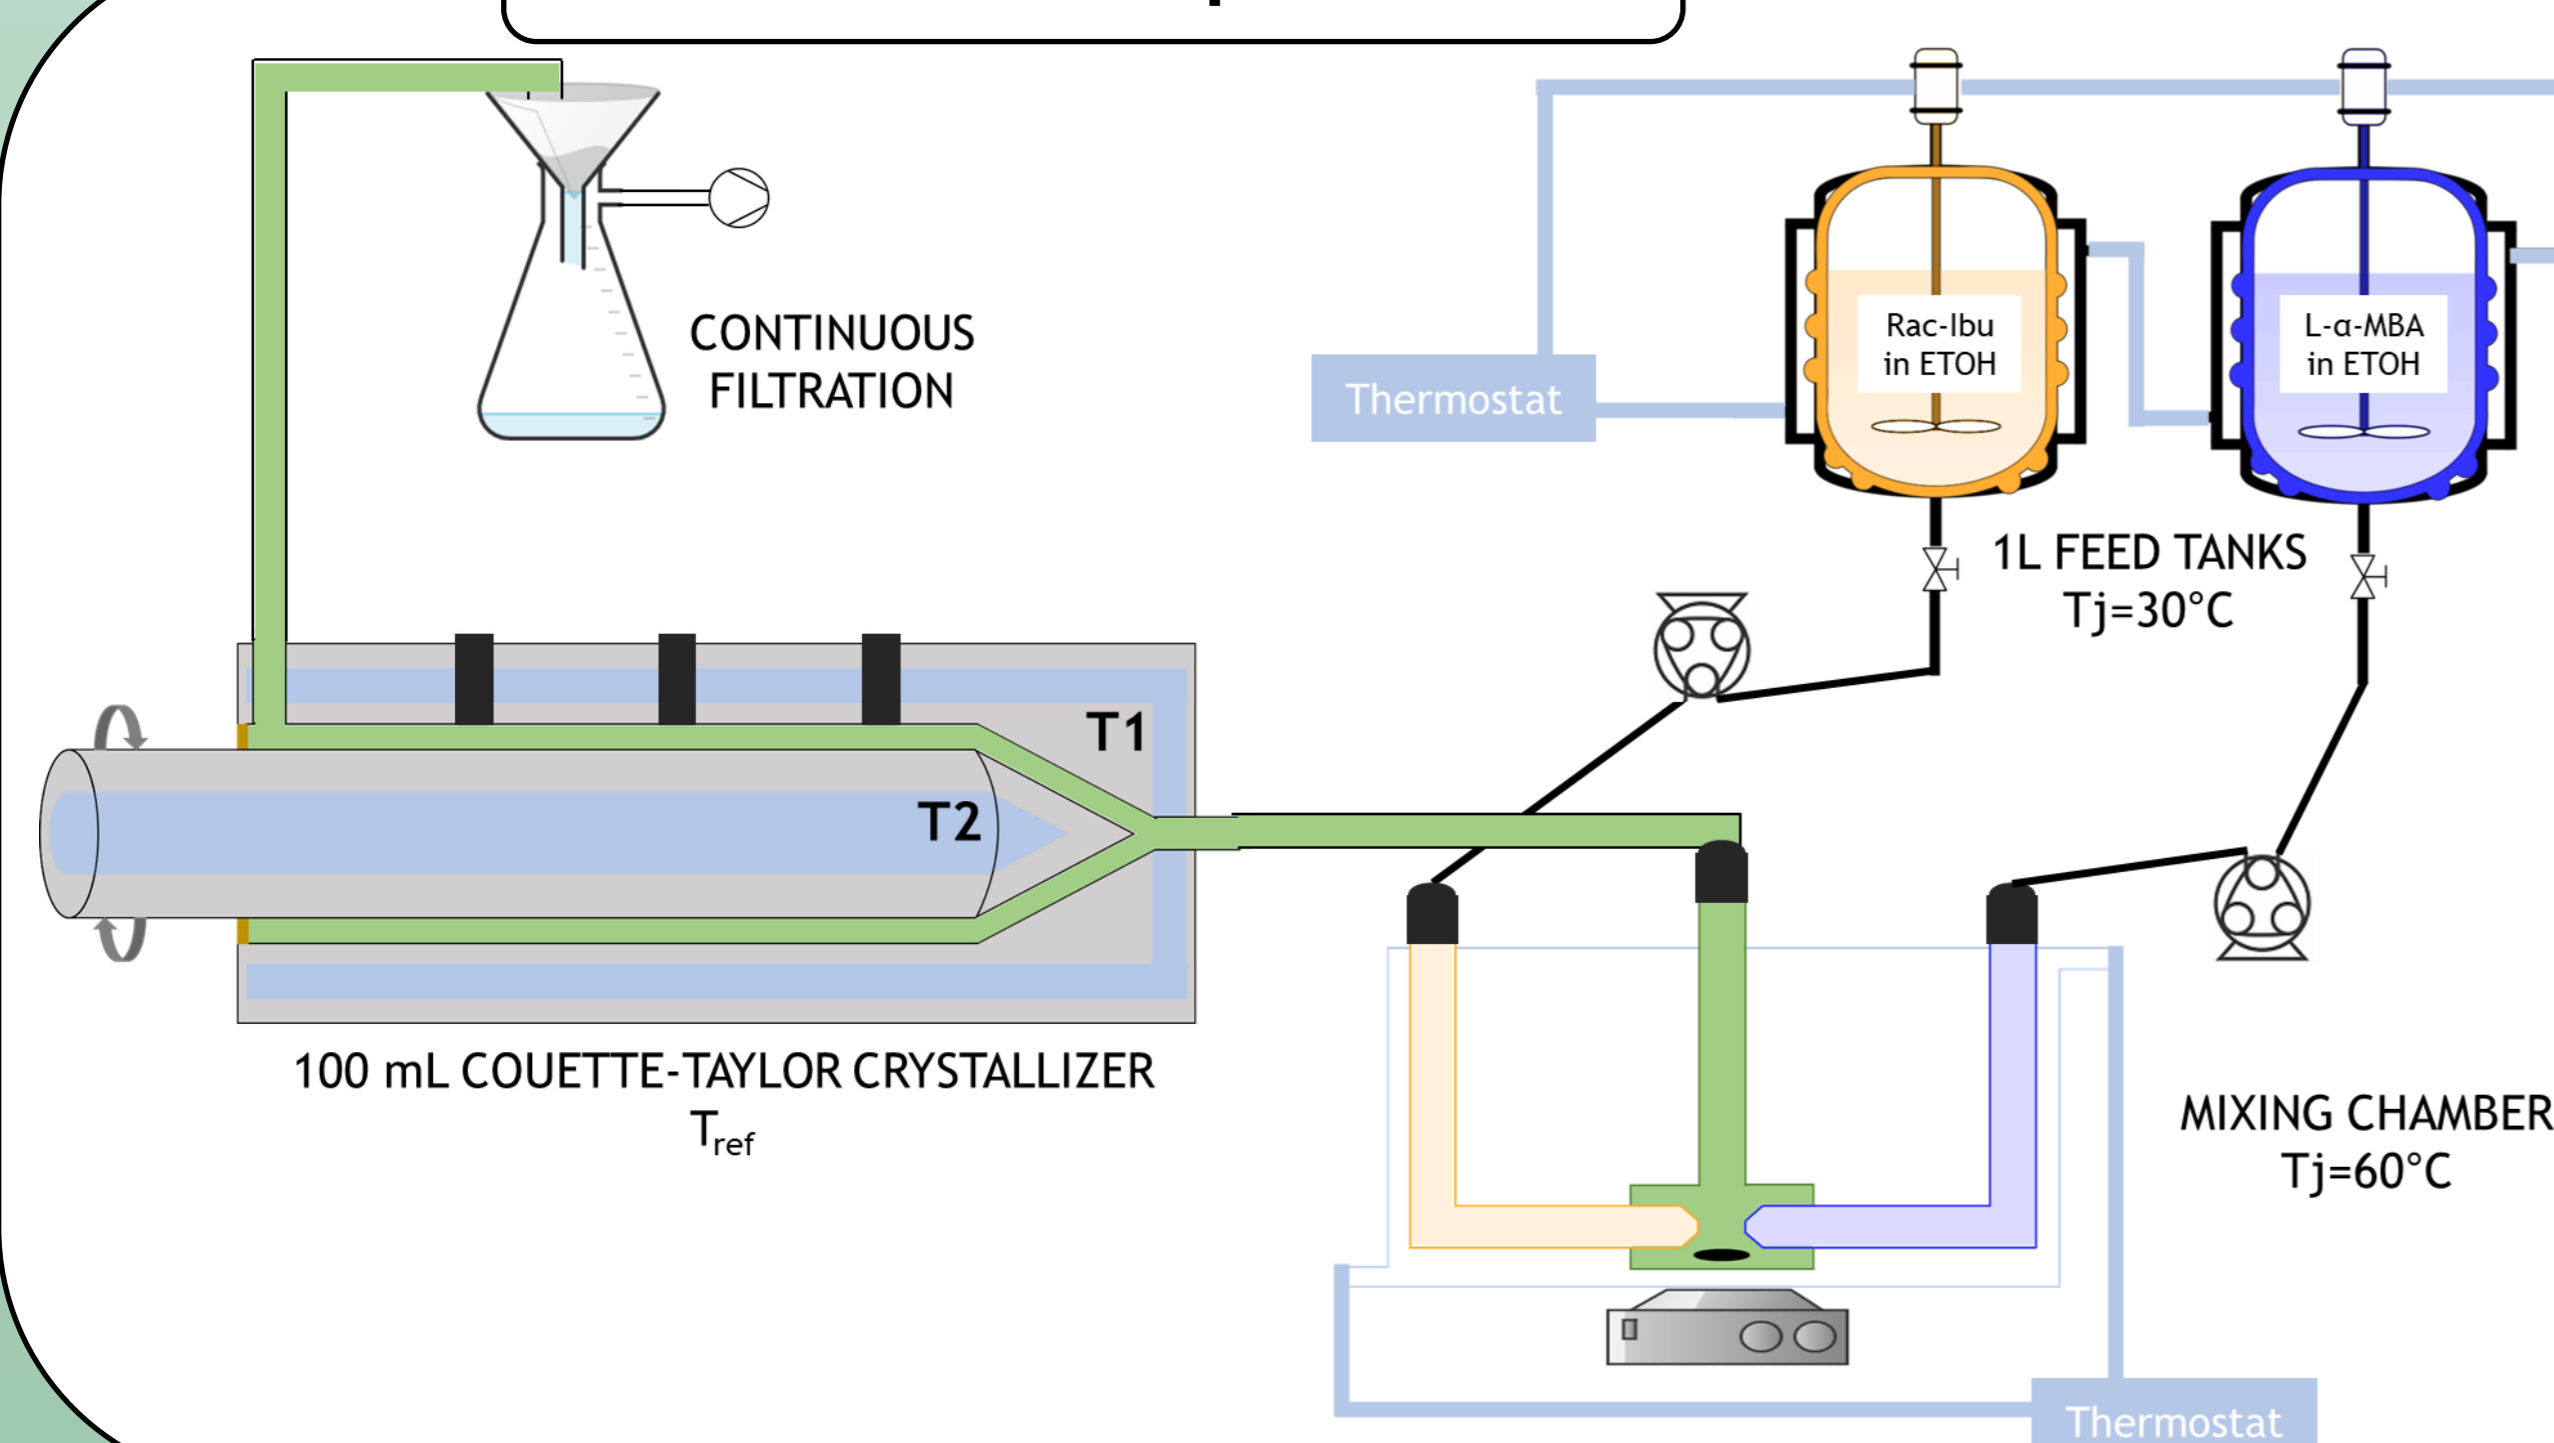 CONTINUOUS
FILTRATION
Thermostat
Rac-Ibu
in ETOH
L-α-MBA
in ETOH
1L FEED TANKS
Tj=30°C
T1
T2
100 mL COUETTE-TAYLOR CRYSTALLIZER
Tref
MIXING CHAMBER
Tj=60°C
Thermostat